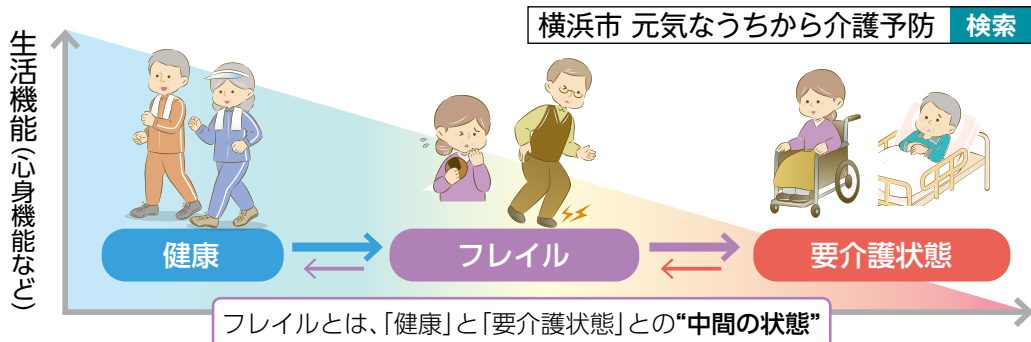 横浜市 元気なうちから介護予防 検索
生活機能(心身機能など)
健康
フレイル
要介護状態
フレイルとは、「健康」と「要介護状態」との“中間の状態”